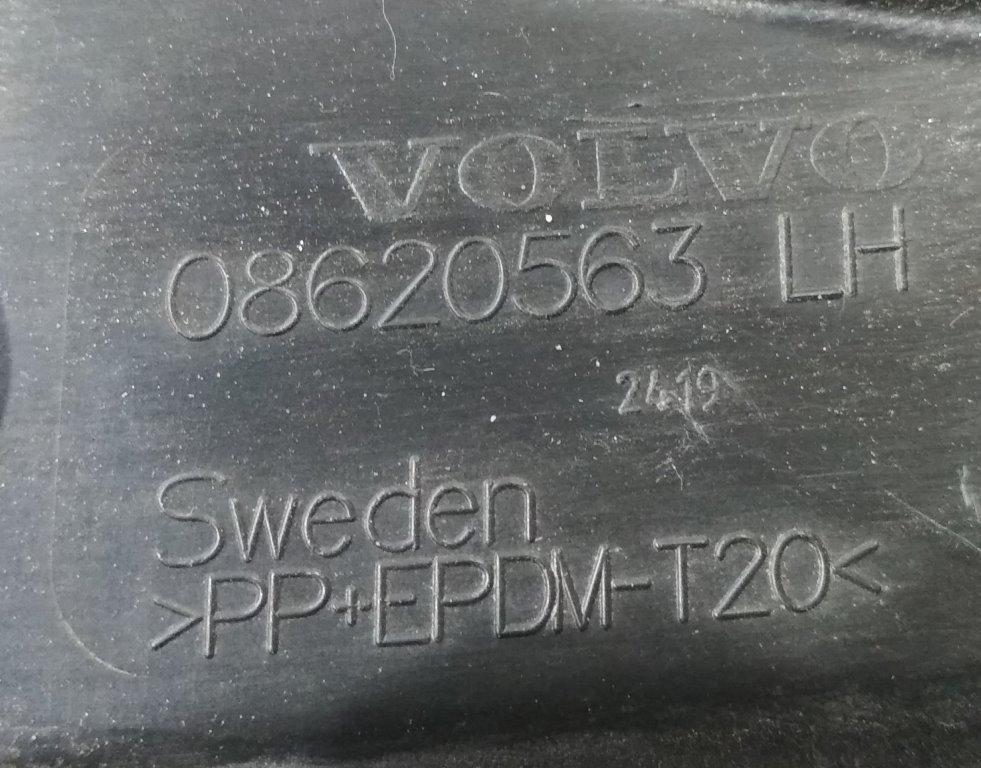 VOLVO
08620563 LH
2419
Sweden
>PP+EPDM-T20<